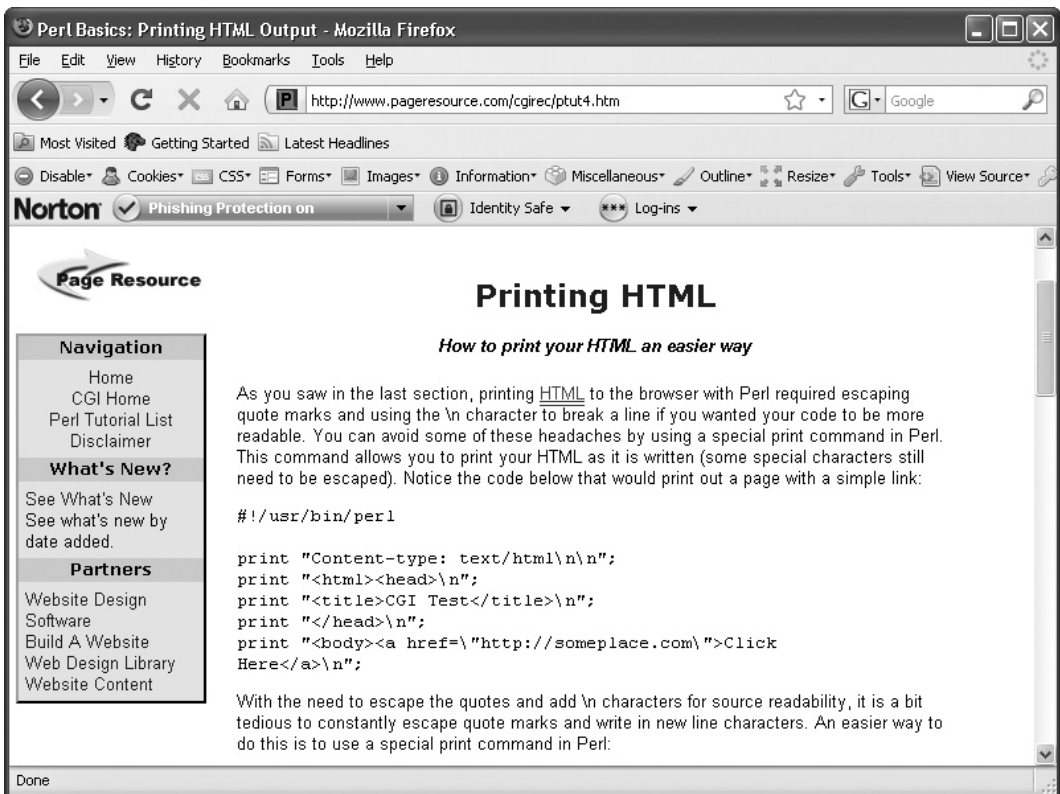 Perl Basics: Printing HTML Output - Mozilla Firefox
File Edit View History Bookmarks Tools Help
P http://www.pageresource.com/cgirec/ptut4.htm G Google
Most Visited Getting Started Latest Headlines
Disable Cookies CSS Forms Images Information Miscellaneous Outline Resize Tools View Source
Norton Phishing Protection on Identity Safe Log-ins
Page Resource
Navigation
Home
CGI Home
Perl Tutorial List
Disclaimer
What's New?
See What's New
See what's new by
date added.
Partners
Website Design
Software
Build A Website
Web Design Library
Website Content
Printing HTML
How to print your HTML an easier way
As you saw in the last section, printing HTML to the browser with Perl required escaping
quote marks and using the \n character to break a line if you wanted your code to be more
readable. You can avoid some of these headaches by using a special print command in Perl.
This command allows you to print your HTML as it is written (some special characters still
need to be escaped). Notice the code below that would print out a page with a simple link:
#!/usr/bin/perl
print "Content-type: text/html\n\n";
print "<html><head>\n";
print "<title>CGI Test</title>\n";
print "</head>\n";
print "<body><a href=\"http://someplace.com\">Click
Here</a>\n";
With the need to escape the quotes and add \n characters for source readability, it is a bit
tedious to constantly escape quote marks and write in new line characters. An easier way to
do this is to use a special print command in Perl:
Done